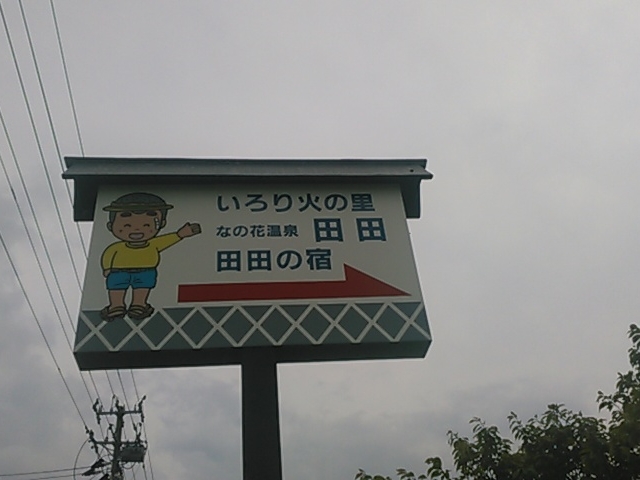 いろり火の里
なの花温泉 田田
田田の宿